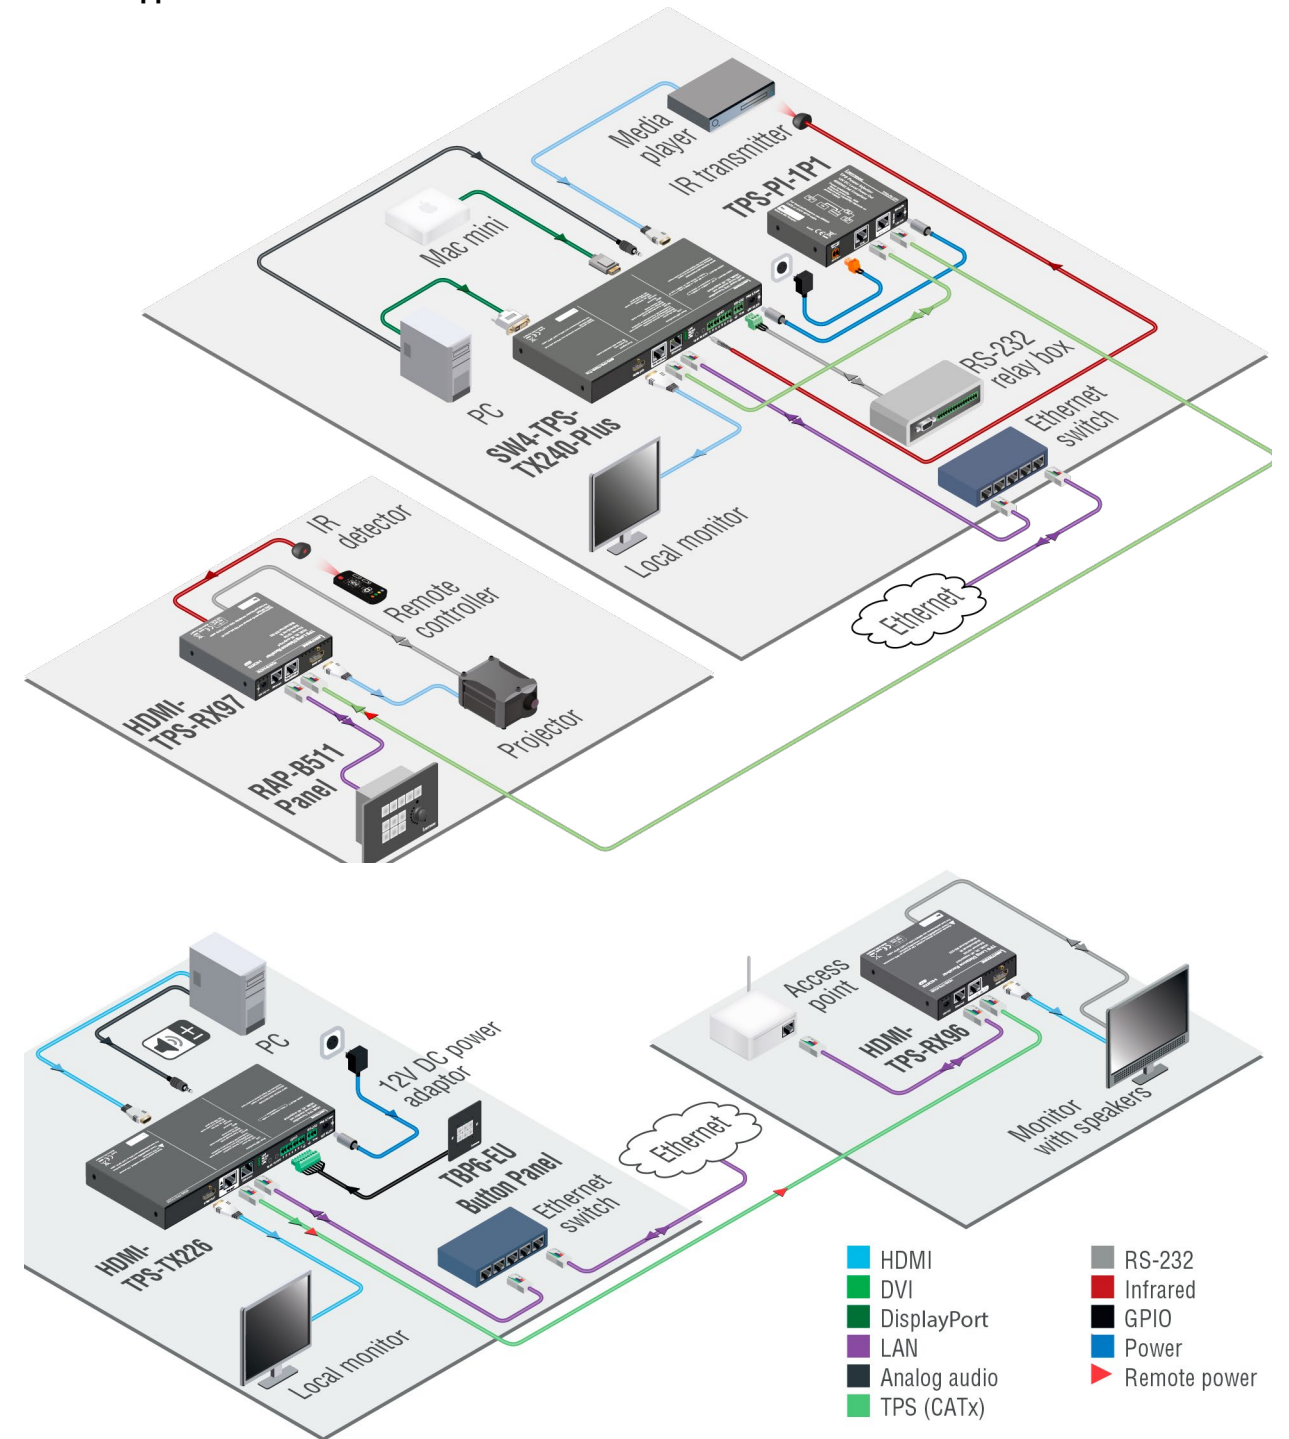 Media
player
IR transmitter
TPS-PI-1P1
Mac mini
PC
SW4-TPS-
TX240-Plus
RS-232
relay box
Ethernet
switch
Local monitor
Ethernet
IR
detector
Remote
controller
HDMI-
TPS-RX97
Projector
RAP-B511
Panel
PC
12V DC power
adaptor
TBP6-EU
Button Panel
Ethernet
switch
HDMI-
TPS-TX226
Local monitor
Ethernet
Access
point
HDMI-
TPS-RX96
Monitor
with speakers
HDMI
DVI
DisplayPort
LAN
Analog audio
TPS (CATx)
RS-232
Infrared
GPIO
Power
Remote power